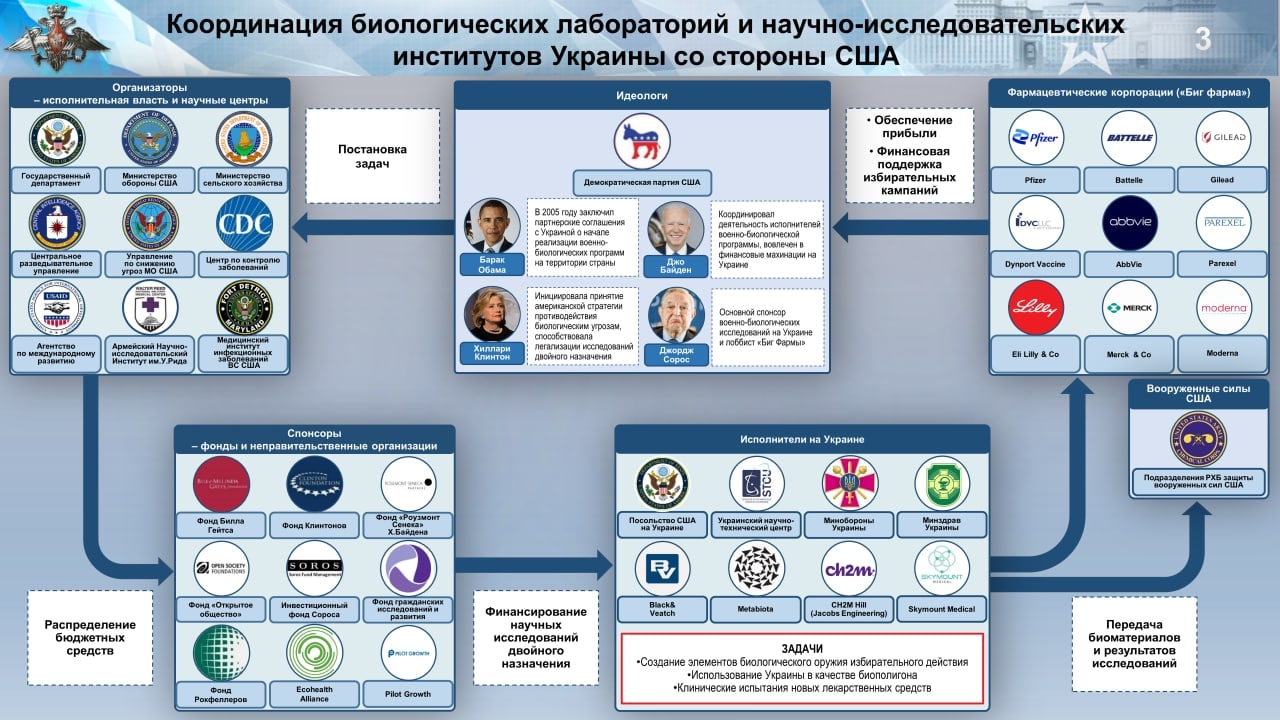 Координация биологических лабораторий и научно-исследовательских
институтов Украины со стороны США
3
Организаторы
– исполнительная власть и научные центры
Государственный
департамент
Министерство
обороны США
Министерство
сельского хозяйства
CDC
Центральное
разведывательное
управление
Управление
по снижению
угроз МО США
Центр по контролю
заболеваний
USAID
WALTER REED
FORT DETRICK
MARYLAND
Агентство
по международному
развитию
Армейский Научно-
исследовательский
Институт им.У.Рида
Медицинский
институт
инфекционных
заболеваний
ВС США
Постановка
задач
Идеологи
Демократическая партия США
Барак
Обама
В 2005 году заключил
партнерские соглашения
с Украиной о начале
реализации военно-
биологических программ
на территории страны
Джо
Байден
Координировал
деятельность исполнителей
военно-биологической
программы, вовлечен в
финансовые махинации на
Украине
Хиллари
Клинтон
Инициировала принятие
американской стратегии
противодействия
биологическим угрозам,
способствовала
легализации исследований
двойного назначения
Джордж
Сорос
Основной спонсор
военно-биологических
исследований на Украине
и лоббист «Биг Фармы»
• Обеспечение
прибыли
• Финансовая
поддержка
избирательных
кампаний
Фармацевтические корпорации («Биг фарма»)
Pfizer
BATTELLE
GILEAD
Pfizer
Battelle
Gilead
DVC LLC
abbvie
PAREXEL
Dynport Vaccine
AbbVie
Parexel
Lilly
MERCK
moderna
Eli Lilly & Co
Merck & Co
Moderna
Вооруженные силы
США
Подразделения РХБ защиты
вооруженных сил США
Спонсоры
– фонды и неправительственные организации
BILL & MELINDA
GATES
CLINTON
FOUNDATION
ROSEMONT SENECA
Фонд Билла
Гейтса
Фонд Клинтонов
Фонд «Роузмонт
Сенека»
Х.Байдена
OPEN SOCIETY
FOUNDATIONS
SOROS
Soros Fund Management
Фонд «Открытое
общество»
Инвестиционный
фонд Сороса
Фонд гражданских
исследований и
развития
PILOT GROWTH
Фонд
Рокфеллеров
Ecohealth
Alliance
Pilot Growth
Исполнители на Украине
STCU
Посольство США
на Украине
Украинский научно-
технический центр
Минобороны
Украины
Минздрав
Украины
BV
ch2m
SKYMOUNT
MEDICAL
Black&
Veatch
Metabiota
CH2M Hill
(Jacobs Engineering)
Skymount Medical
ЗАДАЧИ
•Создание элементов биологического оружия избирательного действия
•Использование Украины в качестве биополигона
•Клинические испытания новых лекарственных средств
Распределение
бюджетных
средств
Финансирование
научных
исследований
двойного
назначения
Передача
биоматериалов
и результатов
исследований